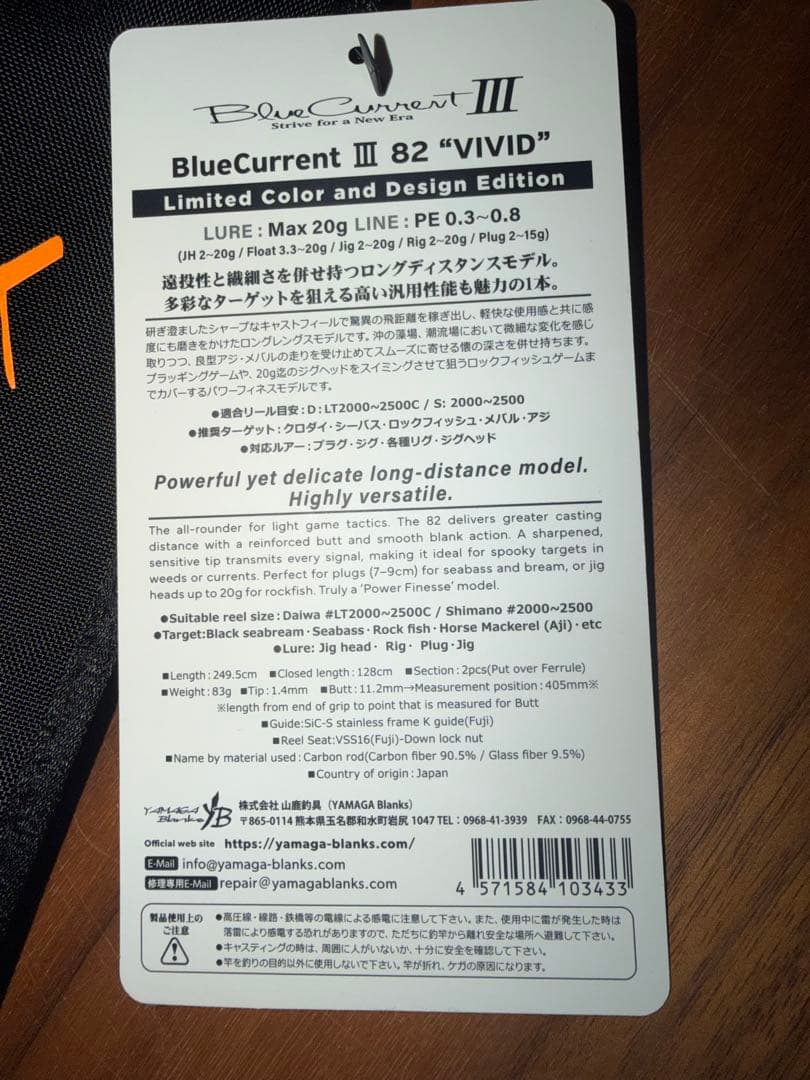 BlueCurrent III
Strive for a New Era
BlueCurrent Ⅲ 82 “VIVID”
Limited Color and Design Edition
LURE : Max 20g LINE : PE 0.3~0.8
(JH 2~20g / Float 3.3~20g / Jig 2~20g / Rig 2~20g / Plug 2~15g)
遠投性と繊細さを併せ持つロングディスタンスモデル。
多彩なターゲットを狙える高い汎用性能も魅力の1本。
研ぎ澄ましたシャープなキャストフィールで驚異の飛距離を稼ぎ出し、軽快な使用感と共に感
度にも磨きをかけたロングレングスモデルです。沖の藻場、潮流場において微細な変化を感じ
取りつつ、良型アジ・メバルの走りを受け止めてスムーズに寄せる懐の深さを併せ持ちます。
プラッギングゲームや、20g迄のジグヘッドをスイミングさせて狙うロックフィッシュゲームま
でカバーするパワーフィネスモデルです。
●適合リール目安：D：LT2000~2500C / S: 2000~2500
●推奨ターゲット：クロダイ・シーバス・ロックフィッシュ・メバル・アジ
●対応ルアー：プラグ・ジグ・各種リグ・ジグヘッド
Powerful yet delicate long-distance model.
Highly versatile.
The all-rounder for light game tactics. The 82 delivers greater casting
distance with a reinforced butt and smooth blank action. A sharpened,
sensitive tip transmits every signal, making it ideal for spooky targets in
weeds or currents. Perfect for plugs (7–9cm) for seabass and bream, or jig
heads up to 20g for rockfish. Truly a ‘Power Finesse’ model.
●Suitable reel size : Daiwa #LT2000~2500C / Shimano #2000~2500
●Target:Black seabream・Seabass・Rock fish・Horse Mackerel (Aji)・etc
●Lure: Jig head・ Rig・ Plug・Jig
■Length : 249.5cm ■Closed length : 128cm ■Section : 2pcs(Put over Ferrule)
■Weight : 83g ■Tip : 1.4mm ■Butt : 11.2mm→Measurement position : 405mm※
※length from end of grip to point that is measured for Butt
■Guide:SiC-S stainless frame K guide(Fuji)
■Reel Seat:VSS16(Fuji)-Down lock nut
■Name by material used : Carbon rod(Carbon fiber 90.5% / Glass fiber 9.5%)
■Country of origin : Japan
YAMAGA Blanks YB 株式会社 山鹿釣具（YAMAGA Blanks）
〒865-0114 熊本県玉名郡和水町岩尻 1047 TEL：0968-41-3939 FAX：0968-44-0755
Official web site https://yamaga-blanks.com/
E-Mail info@yamaga-blanks.com
修理専用E-Mail repair@yamagablanks.com
4 571584 103433
製品使用上の
ご注意
●高圧線・線路・鉄橋等の電線による感電に注意して下さい。また、使用中に雷が発生した時は
落雷により感電する恐れがありますので、ただちに釣竿から離れ安全な場所へ避難して下さい。
●キャスティングの時は、周囲に人がいないか、十分に安全を確認して下さい。
●竿を釣りの目的以外に使用しないで下さい。竿が折れ、ケガの原因になります。